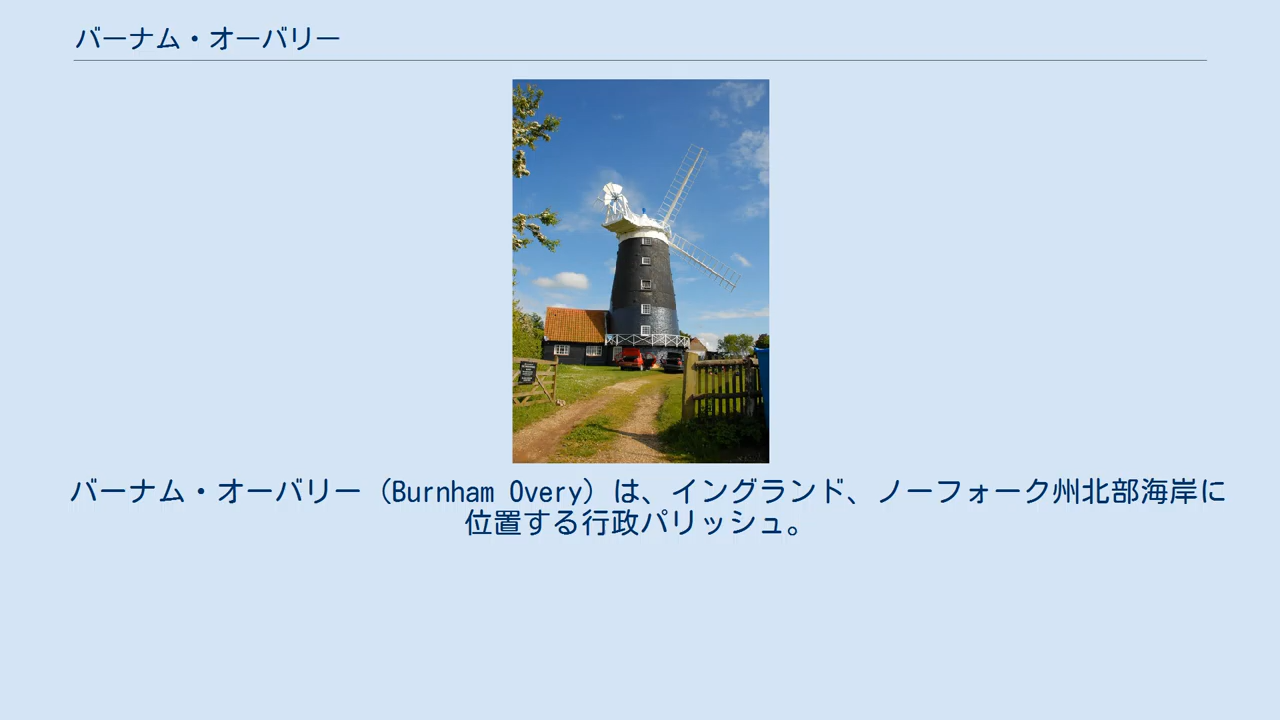 バーナム・オーバリー
バーナム・オーバリー（Burnham Overy）は、イングランド、ノーフォーク州北部海岸に
位置する行政パリッシュ。